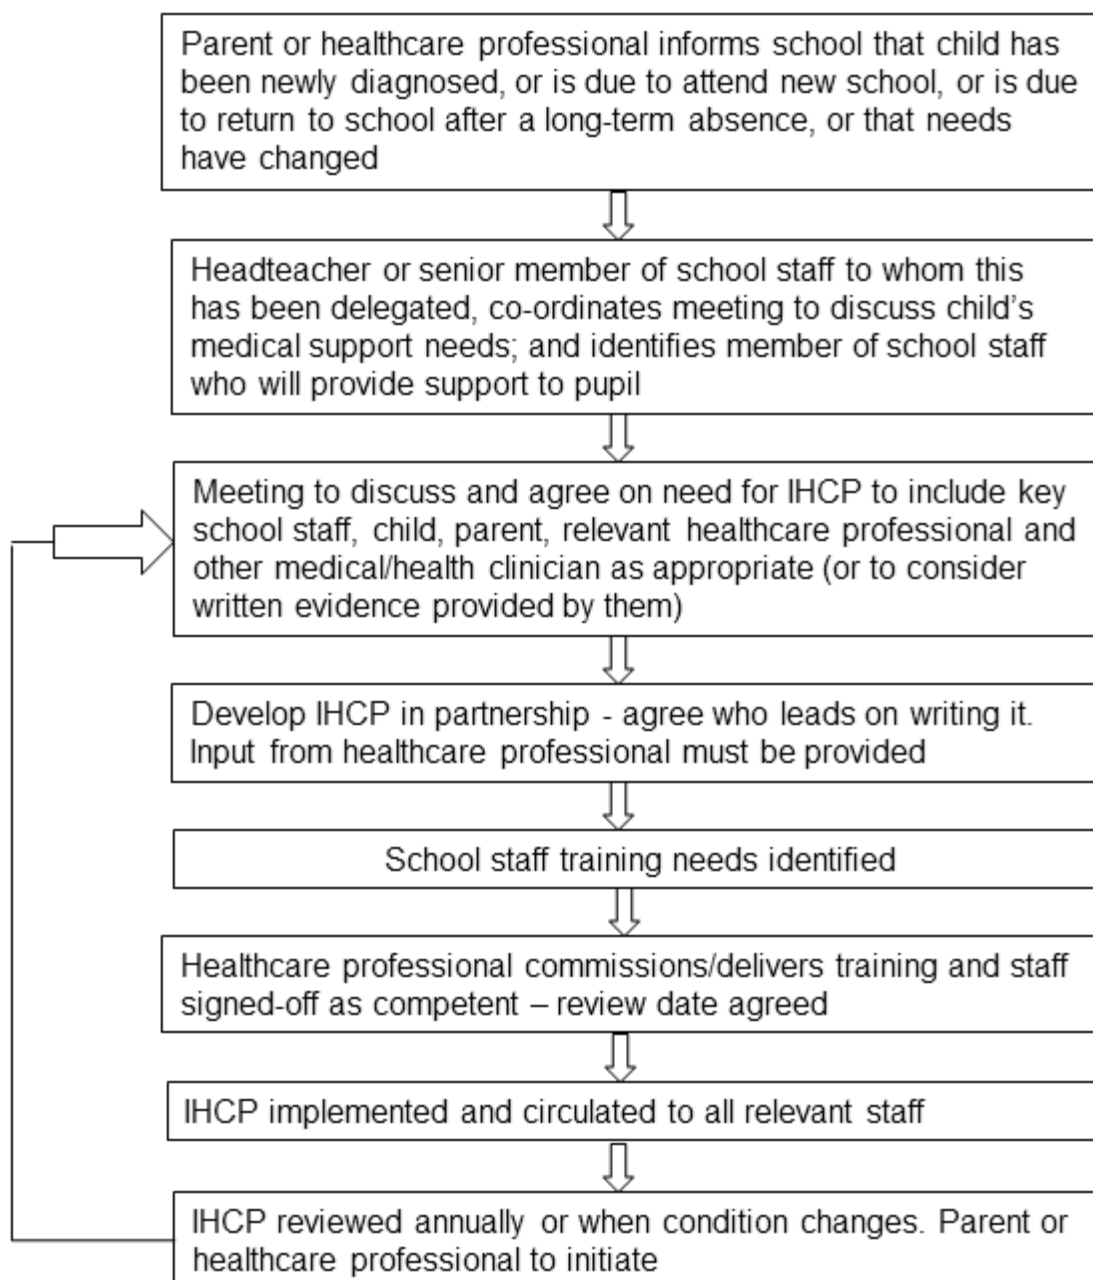 Parent or healthcare professional informs school that child has
been newly diagnosed, or is due to attend new school, or is due
to return to school after a long-term absence, or that needs
have changed
Headteacher or senior member of school staff to whom this
has been delegated, co-ordinates meeting to discuss child's
medical support needs; and identifies member of school staff
who will provide support to pupil
Meeting to discuss and agree on need for IHCP to include key
school staff, child, parent, relevant healthcare professional and
other medical/health clinician as appropriate (or to consider
written evidence provided by them)
Develop IHCP in partnership - agree who leads on writing it.
Input from healthcare professional must be provided
School staff training needs identified
Healthcare professional commissions/delivers training and staff
signed-off as competent – review date agreed
IHCP implemented and circulated to all relevant staff
IHCP reviewed annually or when condition changes. Parent or
healthcare professional to initiate